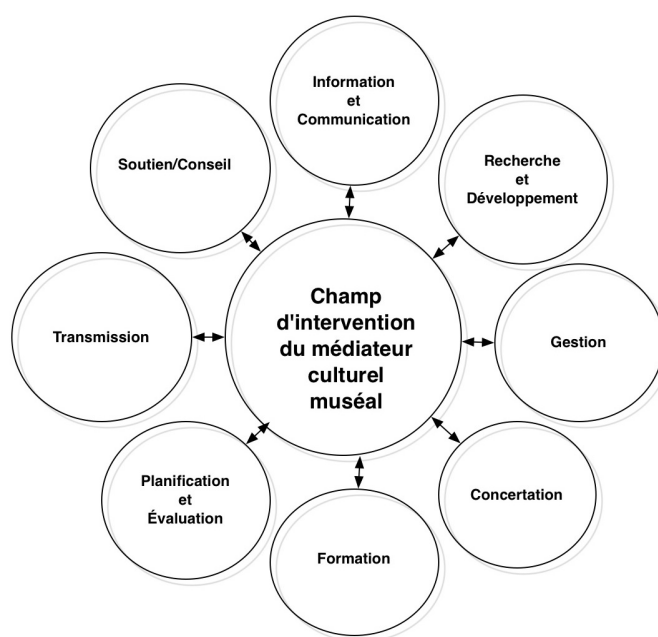 Information
et
Communication
Recherche
et
Développement
Soutien/Conseil
Champ
d'intervention
du médiateur
culturel
muséal
Transmission
Gestion
Planification
et
Évaluation
Concertation
Formation